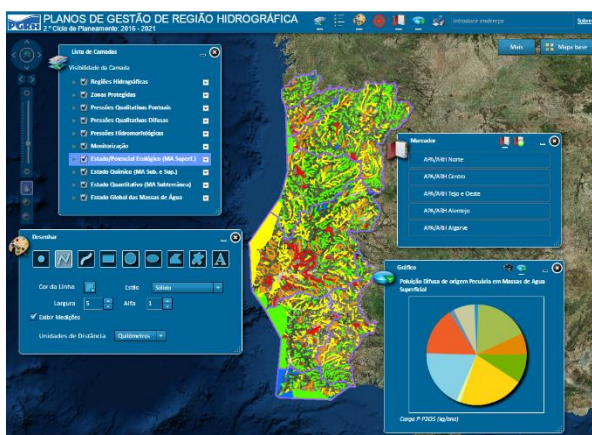 PGRH
PLANOS DE GESTÃO DE REGIÃO HIDROGRÁFICA
2.º Ciclo de Planeamento: 2016 - 2021
Introduzir endereço
Sobre
Mais
Mapa base
Lista de Camadas
Visibilidade da Camada
Regiões Hidrográficas
Zonas Protegidas
Pressões Qualitativas Pontuais
Pressões Qualitativas Difusas
Pressões Hidromorfológicas
Monitorização
Estado/Potencial Ecológico (MA Superf.)
Estado Químico (MA Sub. e Sup.)
Estado Quantitativo (MA Subterrânea)
Estado Global das Massas de Água
Marcador
APA/ARH Norte
APA/ARH Centro
APA/ARH Tejo e Oeste
APA/ARH Alentejo
APA/ARH Algarve
Desenhar
A
Cor da Linha
Estilo
Sólido
Largura 5 Alfa 1
Exibir Medições
Unidades de Distância Quilómetros
Gráfico
Poluição Difusa de origem Pecuária em Massas de Água
Superficial
Carga P-P2O5 (kg/ano)